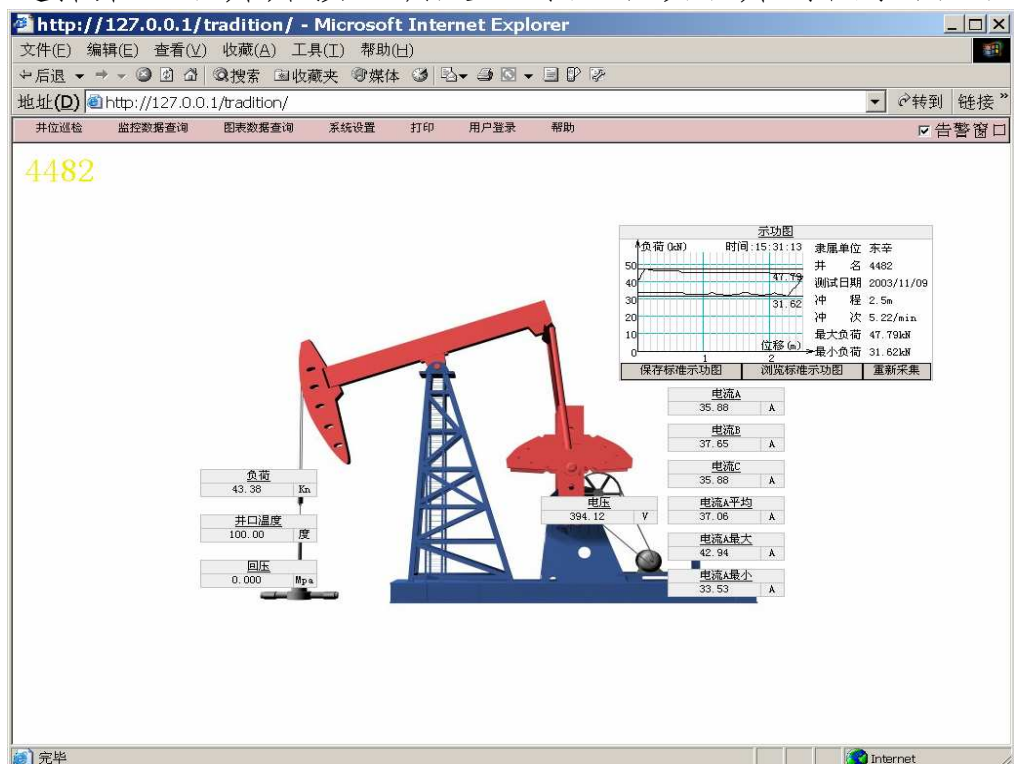 http://127.0.0.1/tradition/ - Microsoft Internet Explorer
文件(F) 编辑(E) 查看(V) 收藏(A) 工具(T) 帮助(H)
后退 搜索 收藏夹 媒体
地址(D) http://127.0.0.1/tradition/ 转到 链接 »
井位巡检 监控数据查询 图表数据查询 系统设置 打印 用户登录 帮助 告警窗口
4482
示功图
负荷(kN) 时间:15:31:13
50
40
30
20
10
0
47.79
31.62
位移(m)
1 2
隶属单位 东辛
井 名 4482
测试日期 2003/11/09
冲 程 2.5m
冲 次 5.22/min
最大负荷 47.79kN
最小负荷 31.62kN
保存标准示功图 浏览标准示功图 重新采集
电流A
35.88 A
电流B
37.65 A
电流C
35.88 A
电流A平均
37.06 A
电流A最大
42.94 A
电流A最小
33.53 A
负荷
43.38 Kn
井口温度
100.00 度
回压
0.000 Mpa
电压
394.12 V
完毕 Internet